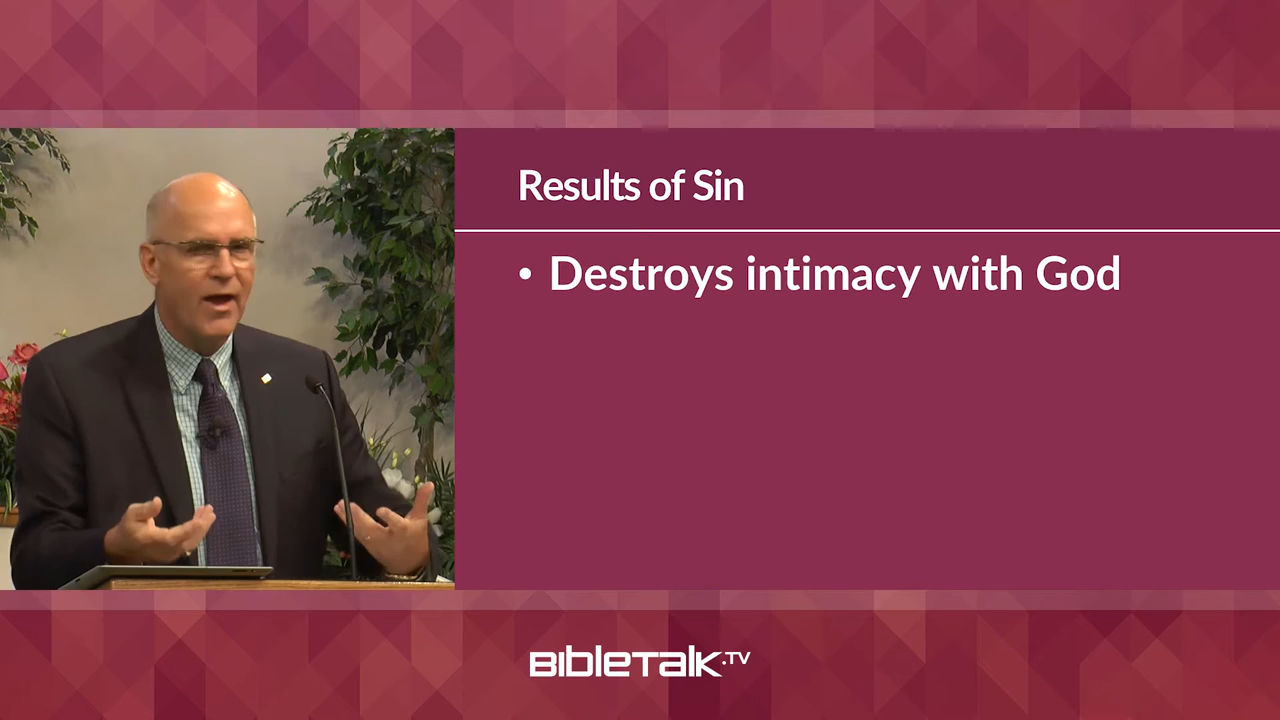 Results of Sin
• Destroys intimacy with God
BIBLETALK.TV